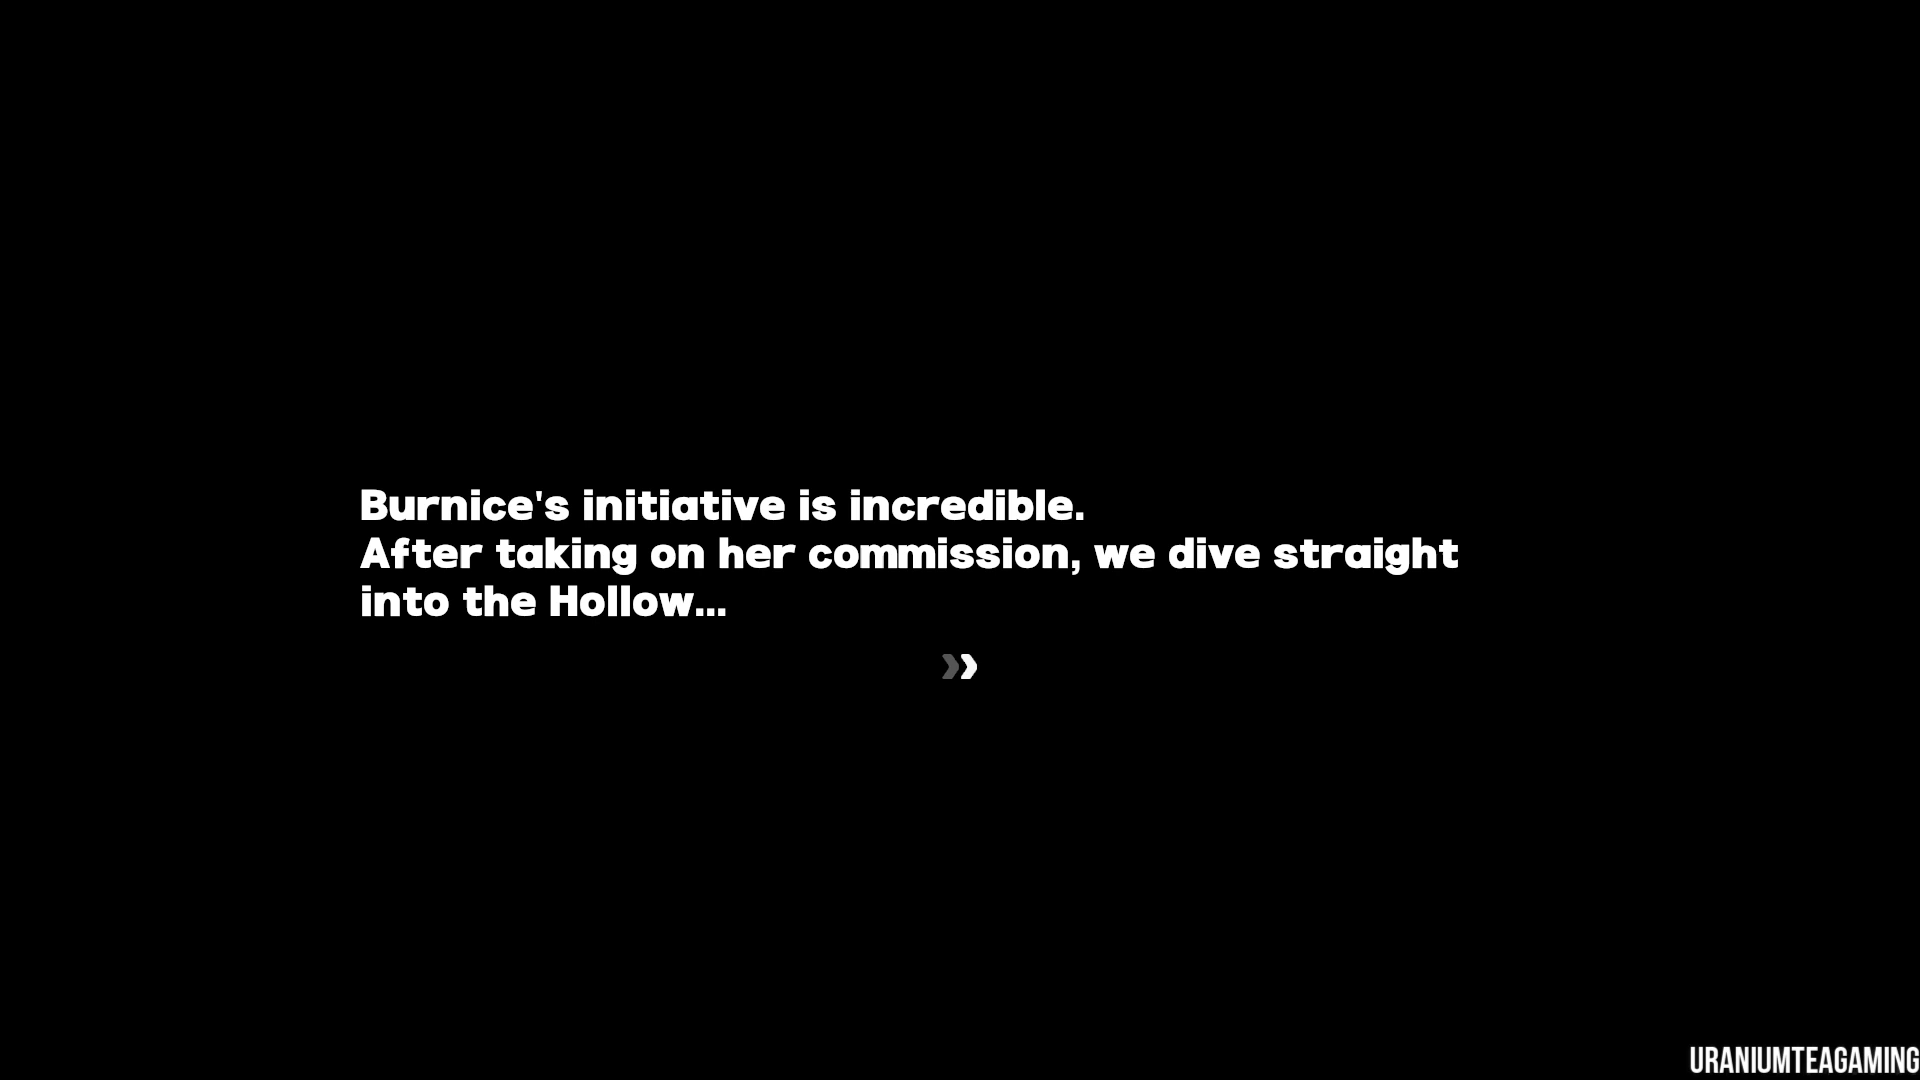 Burnice's initiative is incredible.
After taking on her commission, we dive straight
into the Hollow...
URANIUMTEAGAMING